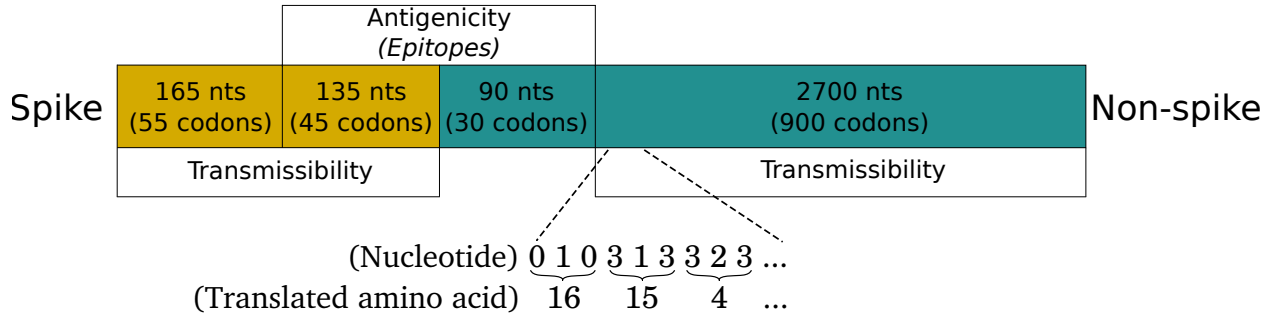 Antigenicity
(Epitopes)
Spike
165 nts
(55 codons)
135 nts
(45 codons)
90 nts
(30 codons)
2700 nts
(900 codons)
Non-spike
Transmissibility
Transmissibility
(Nucleotide) 0 1 0 3 1 3 3 2 3 ...
(Translated amino acid) 16 15 4 ...